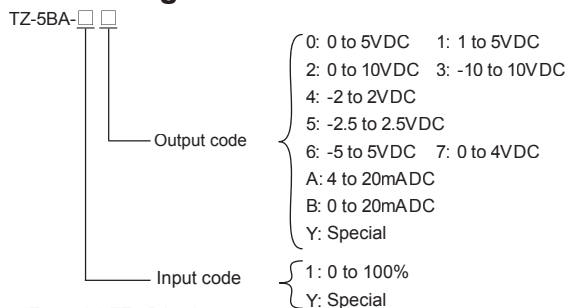 TZ-5BA-□ □
0: 0 to 5VDC 1: 1 to 5VDC
2: 0 to 10VDC 3: -10 to 10VDC
4: -2 to 2VDC
5: -2.5 to 2.5VDC
Output code
6: -5 to 5VDC 7: 0 to 4VDC
A: 4 to 20mADC
B: 0 to 20mADC
Y: Special
Input code
1: 0 to 100%
Y: Special